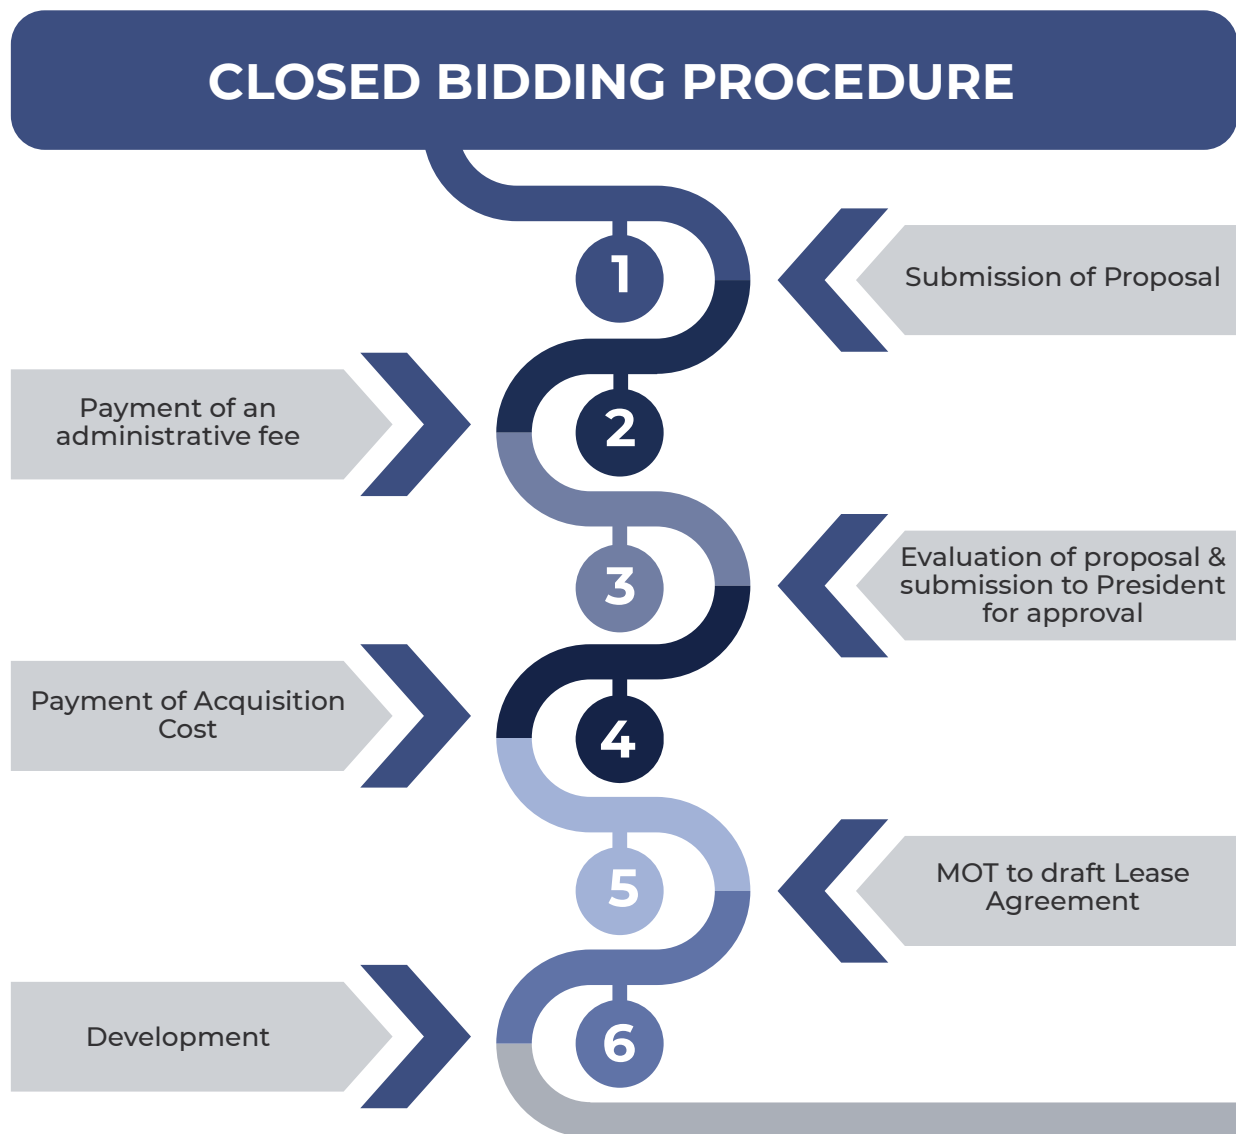 CLOSED BIDDING PROCEDURE
1
Submission of Proposal
Payment of an
administrative fee
2
3
Evaluation of proposal &
submission to President
for approval
Payment of Acquisition
Cost
4
5
MOT to draft Lease
Agreement
Development
6